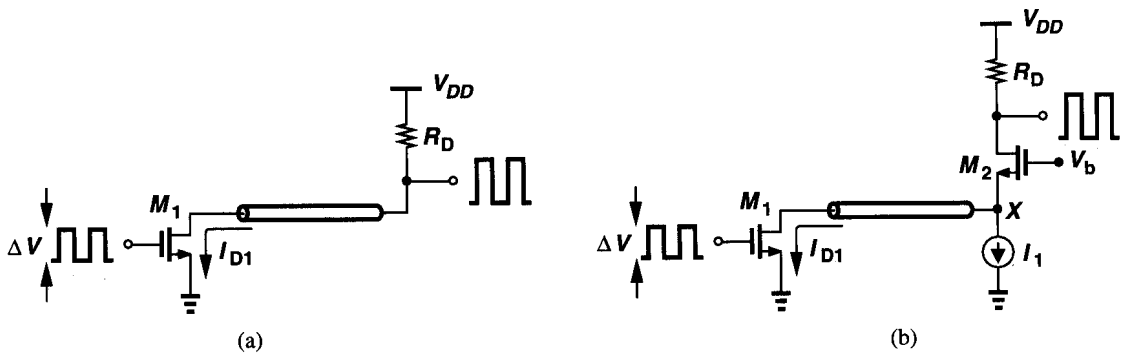 V_DD
R_D
M_1
ΔV
I_D1
(a)
V_DD
R_D
M_2
V_b
X
M_1
ΔV
I_D1
I_1
(b)